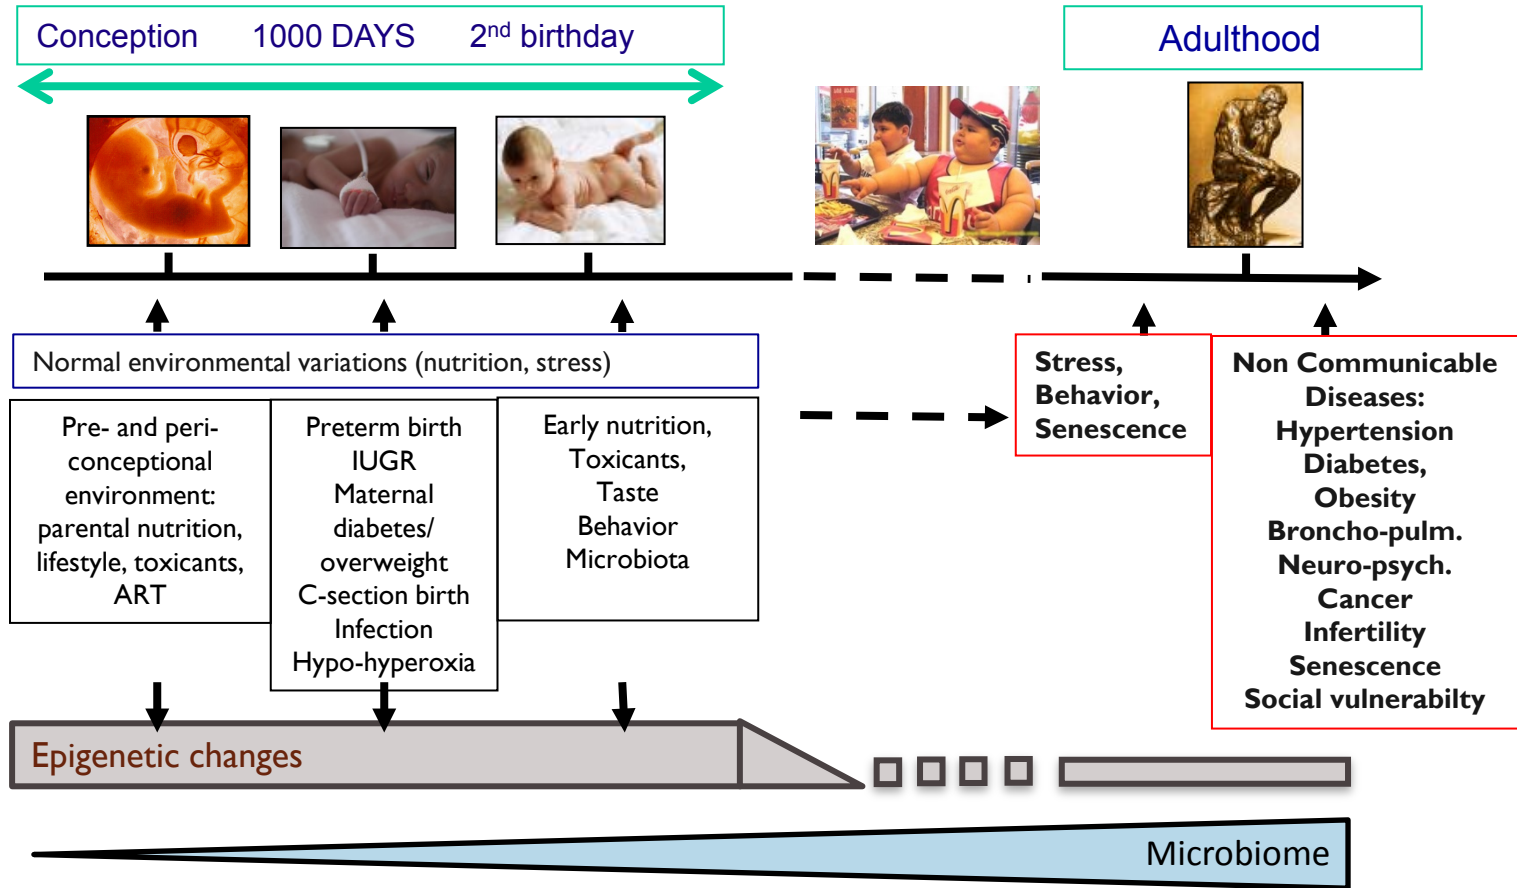 Conception 1000 DAYS 2nd birthday
Adulthood
Normal environmental variations (nutrition, stress)
Pre- and peri-
conceptional
environment:
parental nutrition,
lifestyle, toxicants,
ART
Preterm birth
IUGR
Maternal
diabetes/
overweight
C-section birth
Infection
Hypo-hyperoxia
Early nutrition,
Toxicants,
Taste
Behavior
Microbiota
Stress,
Behavior,
Senescence
Non Communicable
Diseases:
Hypertension
Diabetes,
Obesity
Broncho-pulm.
Neuro-psych.
Cancer
Infertility
Senescence
Social vulnerabilty
Epigenetic changes
Microbiome